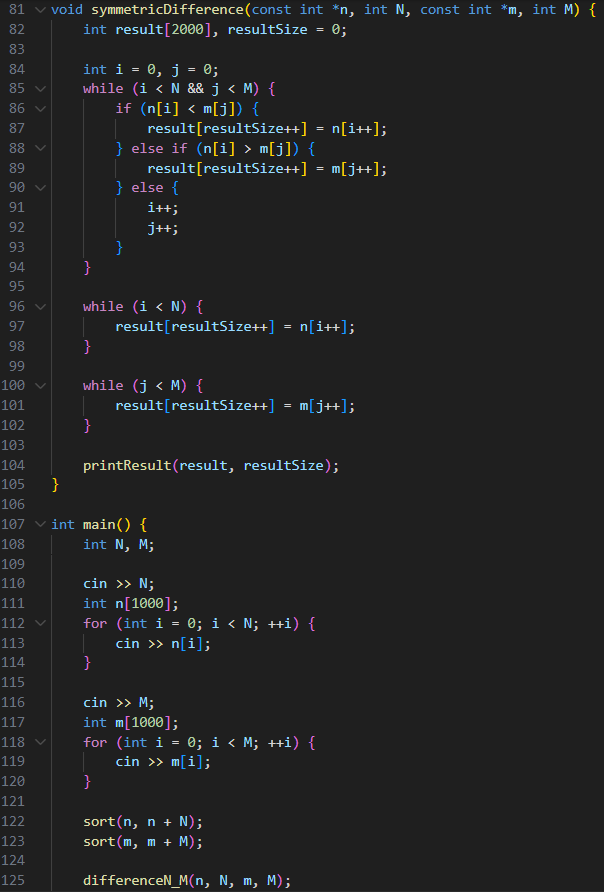 81 void symmetricDifference(const int *n, int N, const int *m, int M) {
82     int result[2000], resultSize = 0;
83
84     int i = 0, j = 0;
85     while (i < N && j < M) {
86         if (n[i] < m[j]) {
87             result[resultSize++] = n[i++];
88         } else if (n[i] > m[j]) {
89             result[resultSize++] = m[j++];
90         } else {
91             i++;
92             j++;
93         }
94     }
95
96     while (i < N) {
97         result[resultSize++] = n[i++];
98     }
99
100     while (j < M) {
101         result[resultSize++] = m[j++];
102     }
103
104     printResult(result, resultSize);
105 }
106
107 int main() {
108     int N, M;
109
110     cin >> N;
111     int n[1000];
112     for (int i = 0; i < N; ++i) {
113         cin >> n[i];
114     }
115
116     cin >> M;
117     int m[1000];
118     for (int i = 0; i < M; ++i) {
119         cin >> m[i];
120     }
121
122     sort(n, n + N);
123     sort(m, m + M);
124
125     differenceN_M(n, N, m, M);